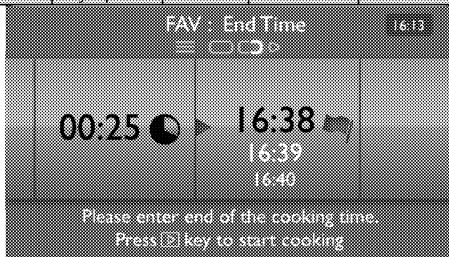 FAV : End Time
16:13
00:25
16:38
16:39
16:40
Please enter end of the cooking time.
Press key to start cooking